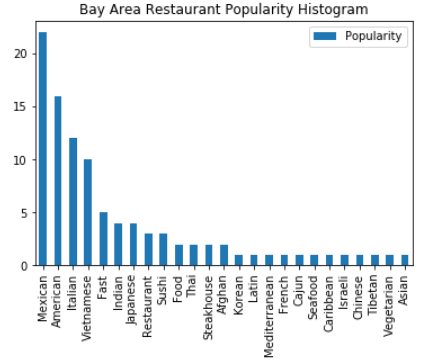 Bay Area Restaurant Popularity Histogram
Popularity
20
15
10
5
0
Mexican
American
Italian
Vietnamese
Fast
Indian
Japanese
Restaurant
Sushi
Food
Thai
Steakhouse
Afghan
Korean
Latin
Mediterranean
French
Cajun
Seafood
Caribbean
Israeli
Chinese
Tibetan
Vegetarian
Asian